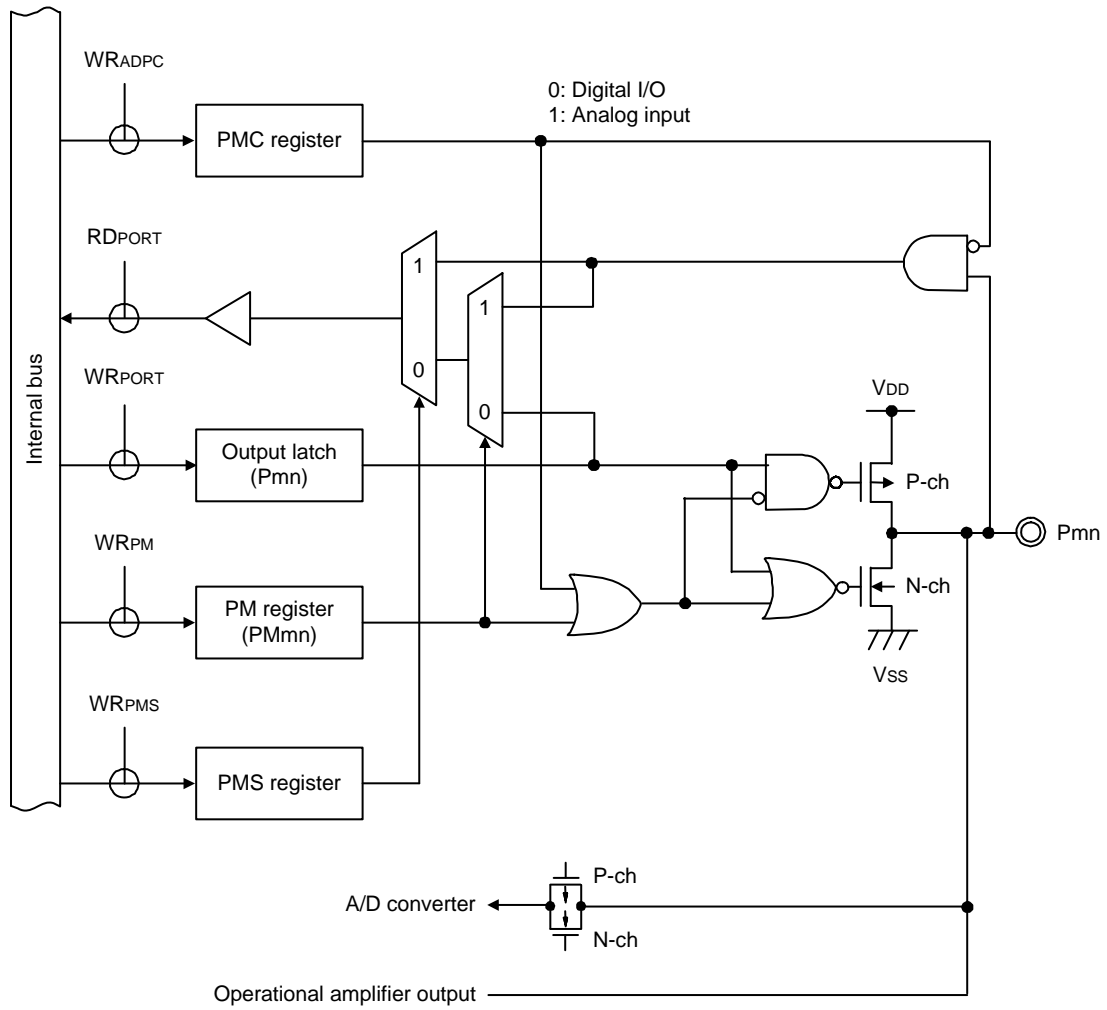 WRADPC
0: Digital I/O
1: Analog input
PMC register
RDPORT
1
1
0
0
WRPORT
Internal bus
VDD
Output latch
(Pmn)
P-ch
Pmn
WRPM
N-ch
PM register
(PMmn)
VSS
WRPMS
PMS register
P-ch
A/D converter
N-ch
Operational amplifier output